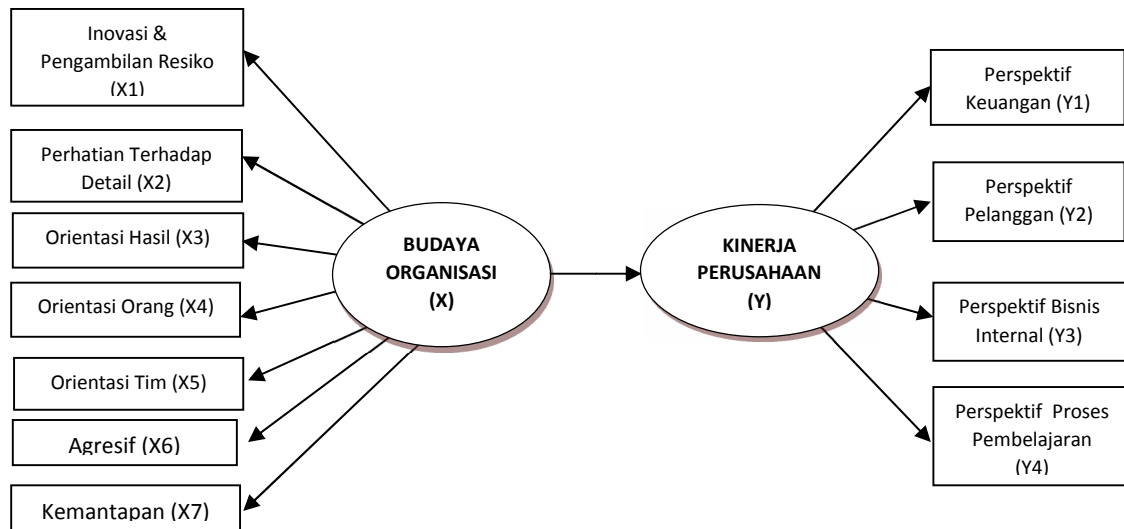 Inovasi &
Pengambilan Resiko
(X1)
Perhatian Terhadap
Detail (X2)
Orientasi Hasil (X3)
Orientasi Orang (X4)
Orientasi Tim (X5)
Agresif (X6)
Kemantapan (X7)
BUDAYA
ORGANISASI
(X)
KINERJA
PERUSAHAAN
(Y)
Perspektif
Keuangan (Y1)
Perspektif
Pelanggan (Y2)
Perspektif Bisnis
Internal (Y3)
Perspektif Proses
Pembelajaran
(Y4)